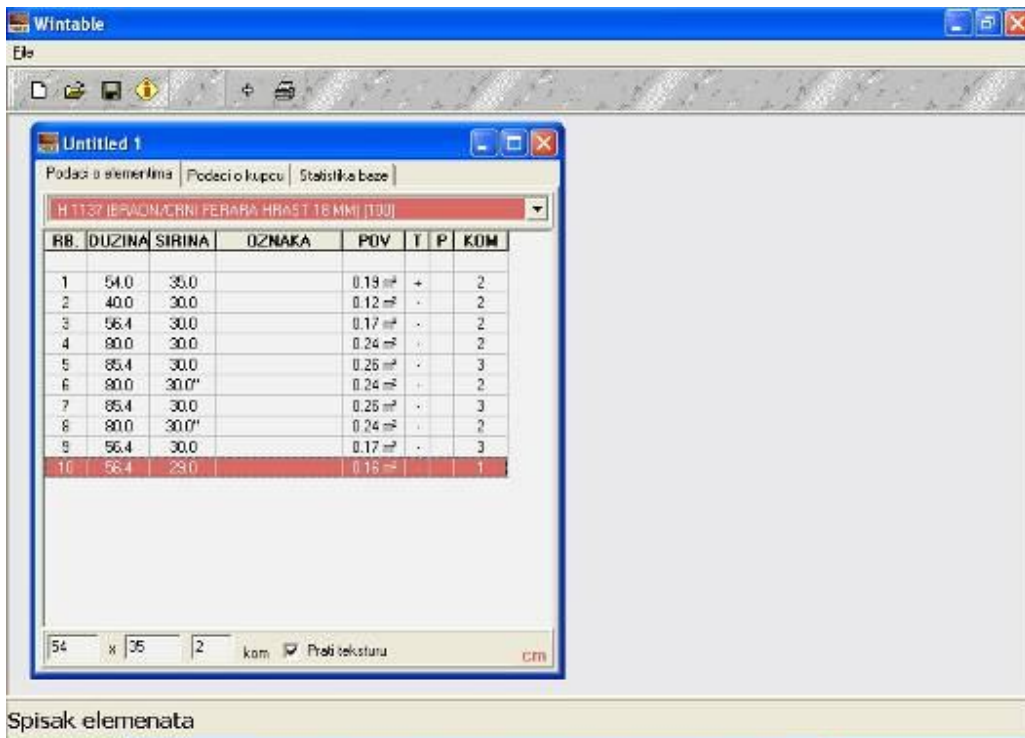 Wintable
File
Untitled 1
Podaci o elementima Podaci o kupcu Statistika baze
H 1137 (BRAON/CRNI FERARA HRAST 18 MM) [100]
RB. DUZINA SIRINA OZNAKA POV T P KOM
1 54.0 35.0 0.19 m² + 2
2 40.0 30.0 0.12 m² - 2
3 56.4 30.0 0.17 m² - 2
4 80.0 30.0 0.24 m² - 2
5 85.4 30.0 0.26 m² - 3
6 80.0 30.0" 0.24 m² - 2
7 85.4 30.0 0.26 m² - 3
8 80.0 30.0" 0.24 m² - 2
9 56.4 30.0 0.17 m² - 3
10 56.4 29.0 0.16 m² 1
54 x 35 2 kom Prati teksturu cm
Spisak elemenata